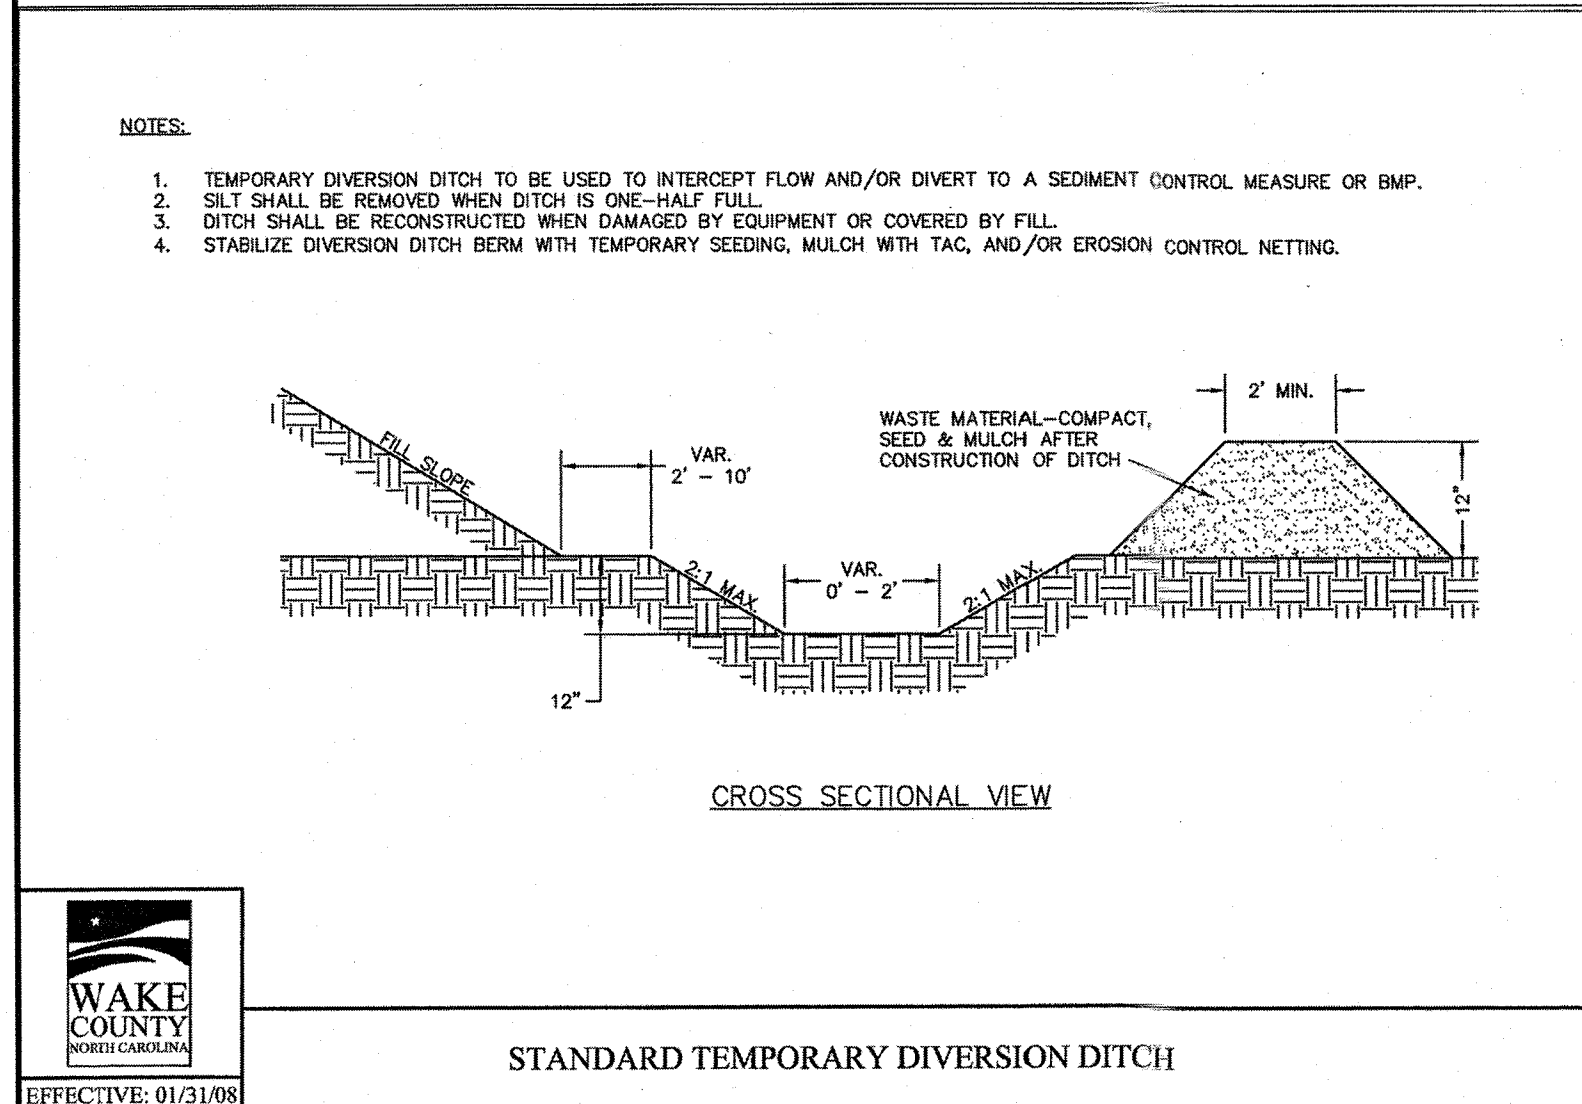 NOTES:
1. TEMPORARY DIVERSION DITCH TO BE USED TO INTERCEPT FLOW AND/OR DIVERT TO A SEDIMENT CONTROL MEASURE OR BMP.
2. SILT SHALL BE REMOVED WHEN DITCH IS ONE-HALF FULL.
3. DITCH SHALL BE RECONSTRUCTED WHEN DAMAGED BY EQUIPMENT OR COVERED BY FILL.
4. STABILIZE DIVERSION DITCH BERM WITH TEMPORARY SEEDING, MULCH WITH TAC, AND/OR EROSION CONTROL NETTING.
FILL SLOPE
VAR.
2' - 10'
WASTE MATERIAL-COMPACT,
SEED & MULCH AFTER
CONSTRUCTION OF DITCH
2' MIN.
12"
2:1 MAX.
VAR.
0' - 2'
2:1 MAX.
12"
CROSS SECTIONAL VIEW
WAKE
COUNTY
NORTH CAROLINA
EFFECTIVE: 01/31/08
STANDARD TEMPORARY DIVERSION DITCH